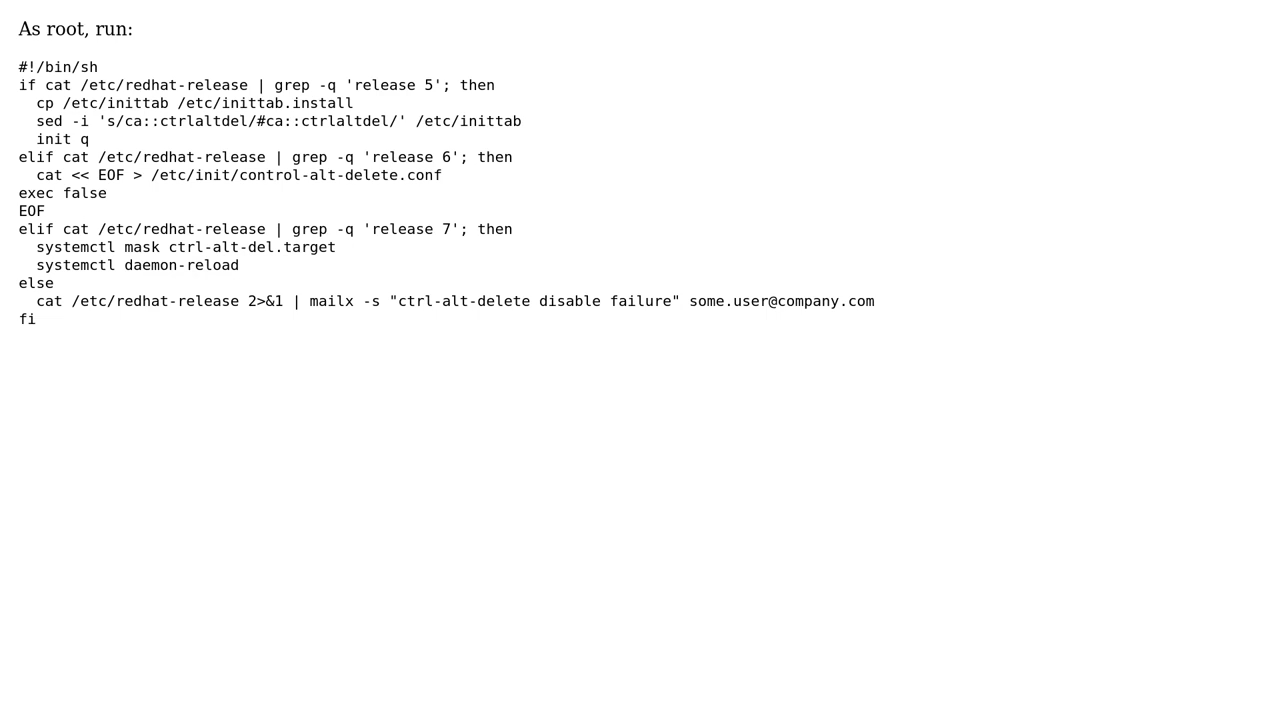 As root, run:
#!/bin/sh
if cat /etc/redhat-release | grep -q 'release 5'; then
  cp /etc/inittab /etc/inittab.install
  sed -i 's/ca::ctrlaltdel/#ca::ctrlaltdel/' /etc/inittab
  init q
elif cat /etc/redhat-release | grep -q 'release 6'; then
  cat << EOF > /etc/init/control-alt-delete.conf
exec false
EOF
elif cat /etc/redhat-release | grep -q 'release 7'; then
  systemctl mask ctrl-alt-del.target
  systemctl daemon-reload
else
  cat /etc/redhat-release 2>&1 | mailx -s "ctrl-alt-delete disable failure" some.user@company.com
fi